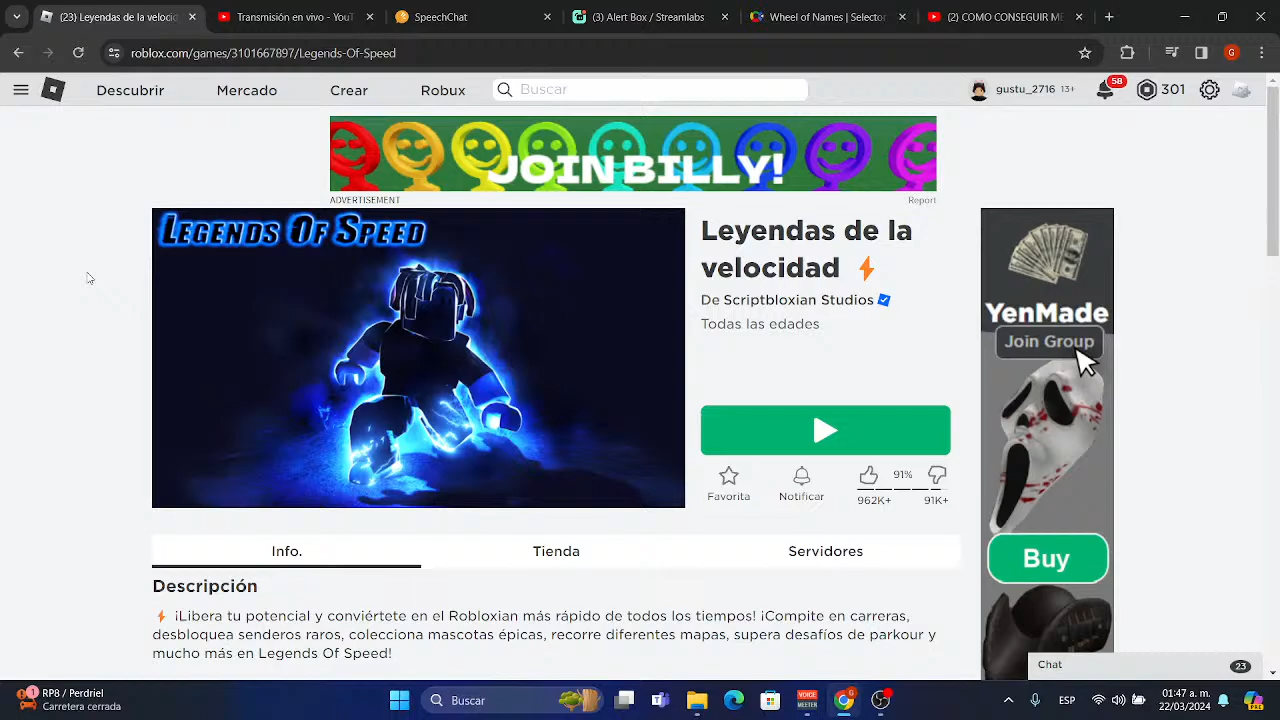 (23) Leyendas de la velocid
Transmisión en vivo - YouT
SpeechChat
(3) Alert Box / Streamlabs
Wheel of Names | Selector
(2) COMO CONSEGUIR M
roblox.com/games/3101667897/Legends-Of-Speed
G
Descubrir
Mercado
Crear
Robux
Buscar
gustu_2716 13+
58
301
JOIN BILLY!
ADVERTISEMENT
Report
LEGENDS OF SPEED
Leyendas de la
velocidad
De Scriptbloxian Studios
Todas las edades
Favorita
Notificar
91%
962K+
91K+
YenMade
Join Group
Buy
Info.
Tienda
Servidores
Descripción
¡Libera tu potencial y conviértete en el Robloxian más rápido de todos los tiempos! ¡Compite en carreras,
desbloquea senderos raros, colecciona mascotas épicas, recorre diferentes mapas, supera desafíos de parkour y
mucho más en Legends Of Speed!
Chat
23
1
RP8 / Perdriel
Carretera cerrada
Buscar
VOICE
MEETER
ESP
01:47 a. m.
22/03/2024